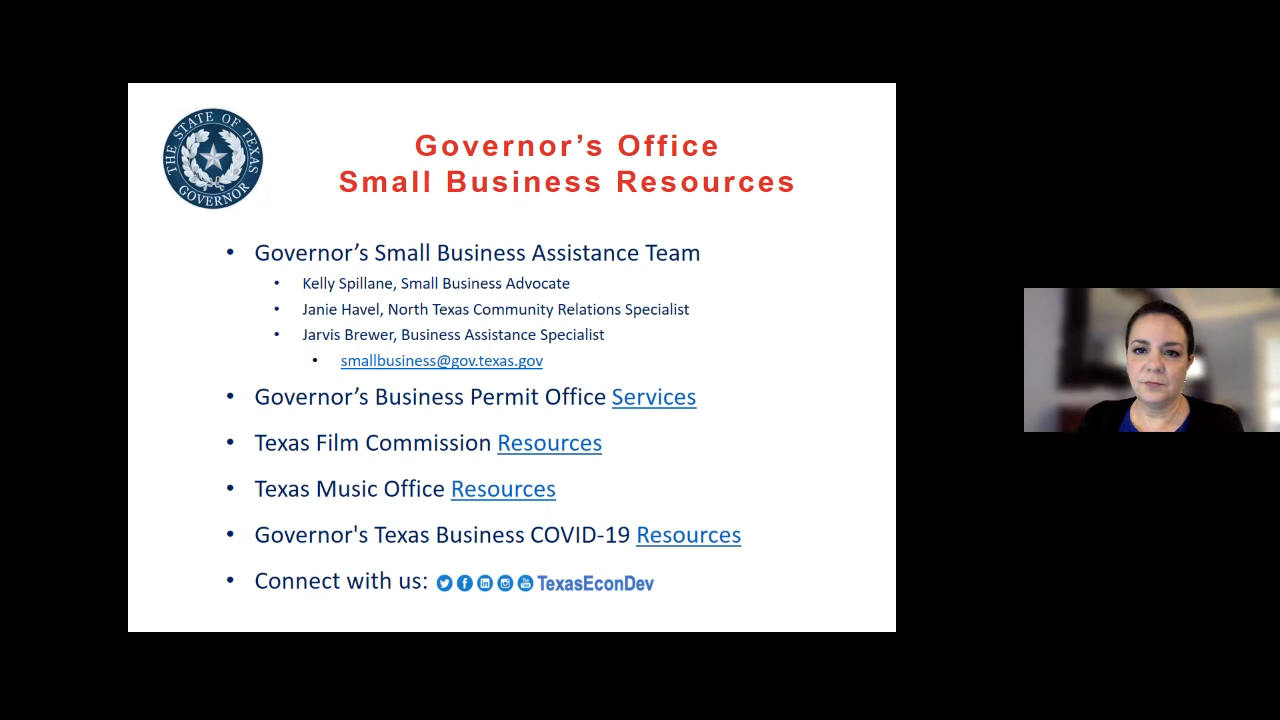 THE STATE OF TEXAS
GOVERNOR
Governor's Office
Small Business Resources
• Governor's Small Business Assistance Team
• Kelly Spillane, Small Business Advocate
• Janie Havel, North Texas Community Relations Specialist
• Jarvis Brewer, Business Assistance Specialist
• smallbusiness@gov.texas.gov
• Governor's Business Permit Office Services
• Texas Film Commission Resources
• Texas Music Office Resources
• Governor's Texas Business COVID-19 Resources
• Connect with us: TexasEconDev